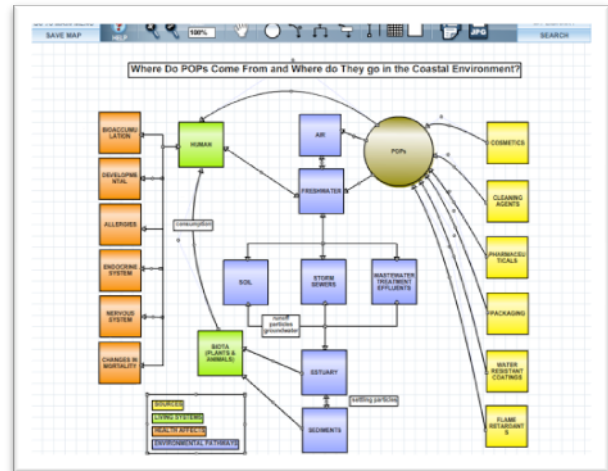 SAVE MAP
HELP
100%
JPG
SEARCH
Where Do POPs Come From and Where do They go in the Coastal Environment?
BIOACCUMU
LATION
DEVELOPME
NTAL
ALLERGIES
ENDOCRINE
SYSTEM
NERVOUS
SYSTEM
CHANGES IN
MORTALITY
HUMAN
consumption
BIOTA
(PLANTS &
ANIMALS)
AIR
FRESHWATER
SOIL
STORM
SEWERS
WASTEWATER
TREATMENT
EFFLUENTS
runoff
particles
groundwater
ESTUARY
settling particles
SEDIMENTS
POPs
COSMETICS
CLEANING
AGENTS
PHARMACEU
TICALS
PACKAGING
WATER
RESISTANT
COATINGS
FLAME
RETARDANT
S
SOURCES
LIVING SYSTEMS
HEALTH AFFECTS
ENVIRONMENTAL PATHWAYS